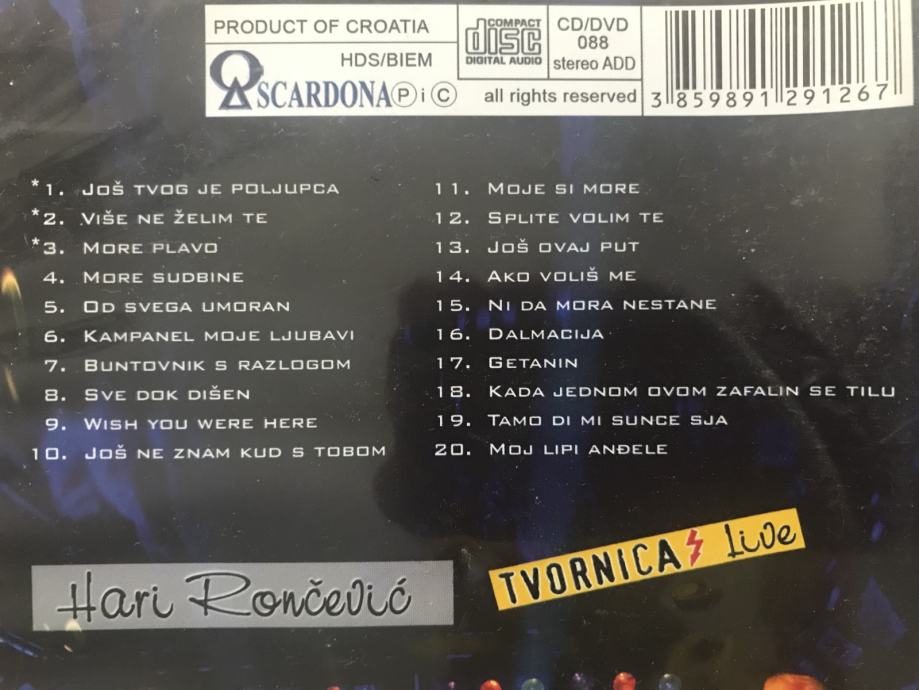 PRODUCT OF CROATIA
HDS/BIEM
SCARDONA Ⓟ i Ⓒ
COMPACT
disc
DIGITAL AUDIO
CD/DVD
088
stereo ADD
all rights reserved
3 859891 291267
*1. JOŠ TVOG JE POLJUPCA
*2. VIŠE NE ŽELIM TE
*3. MORE PLAVO
4. MORE SUDBINE
5. OD SVEGA UMORAN
6. KAMPANEL MOJE LJUBAVI
7. BUNTOVNIK S RAZLOGOM
8. SVE DOK DIŠEN
9. WISH YOU WERE HERE
10. JOŠ NE ZNAM KUD S TOBOM
11. MOJE SI MORE
12. SPLITE VOLIM TE
13. JOŠ OVAJ PUT
14. AKO VOLIŠ ME
15. NI DA MORA NESTANE
16. DALMACIJA
17. GETANIN
18. KADA JEDNOM OVOM ZAFALIN SE TILU
19. TAMO DI MI SUNCE SJA
20. MOJ LIPI ANĐELE
Hari Rončević
TVORNICA Live